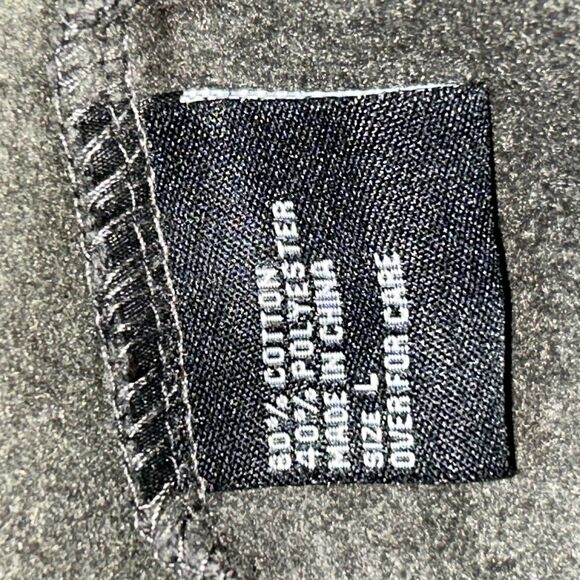 60% COTTON
40% POLYESTER
MADE IN CHINA
SIZE L
OVER FOR CARE